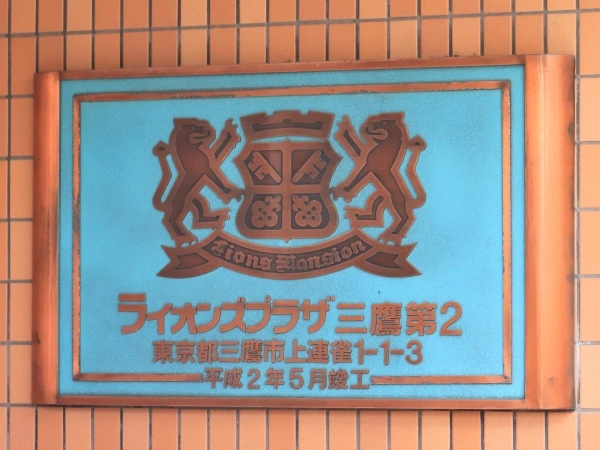 Lions Mansion
ライオンズプラザ三鷹第2
東京都三鷹市上連雀1-1-3
平成2年5月竣工